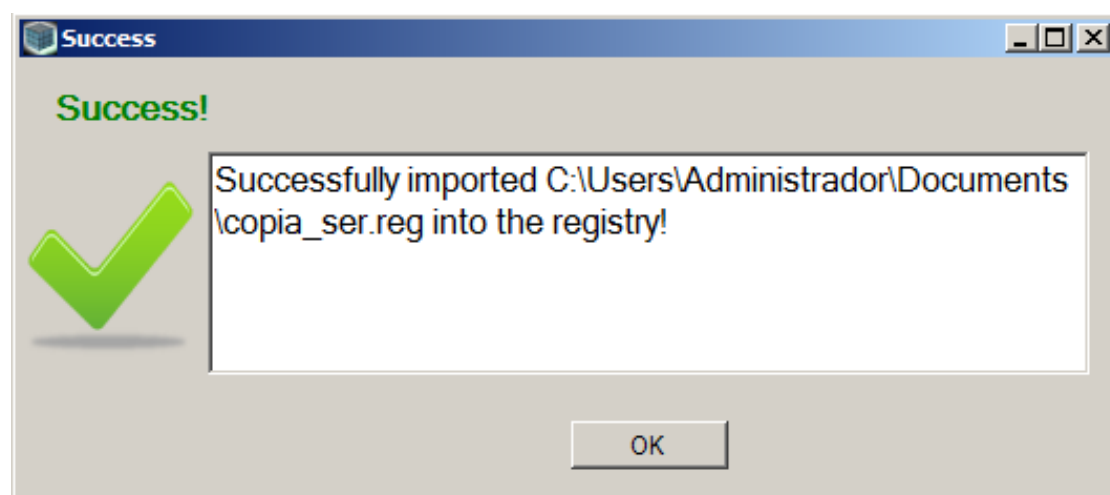 Success
Success!
Successfully imported C:\Users\Administrador\Documents
\copia_ser.reg into the registry!
OK